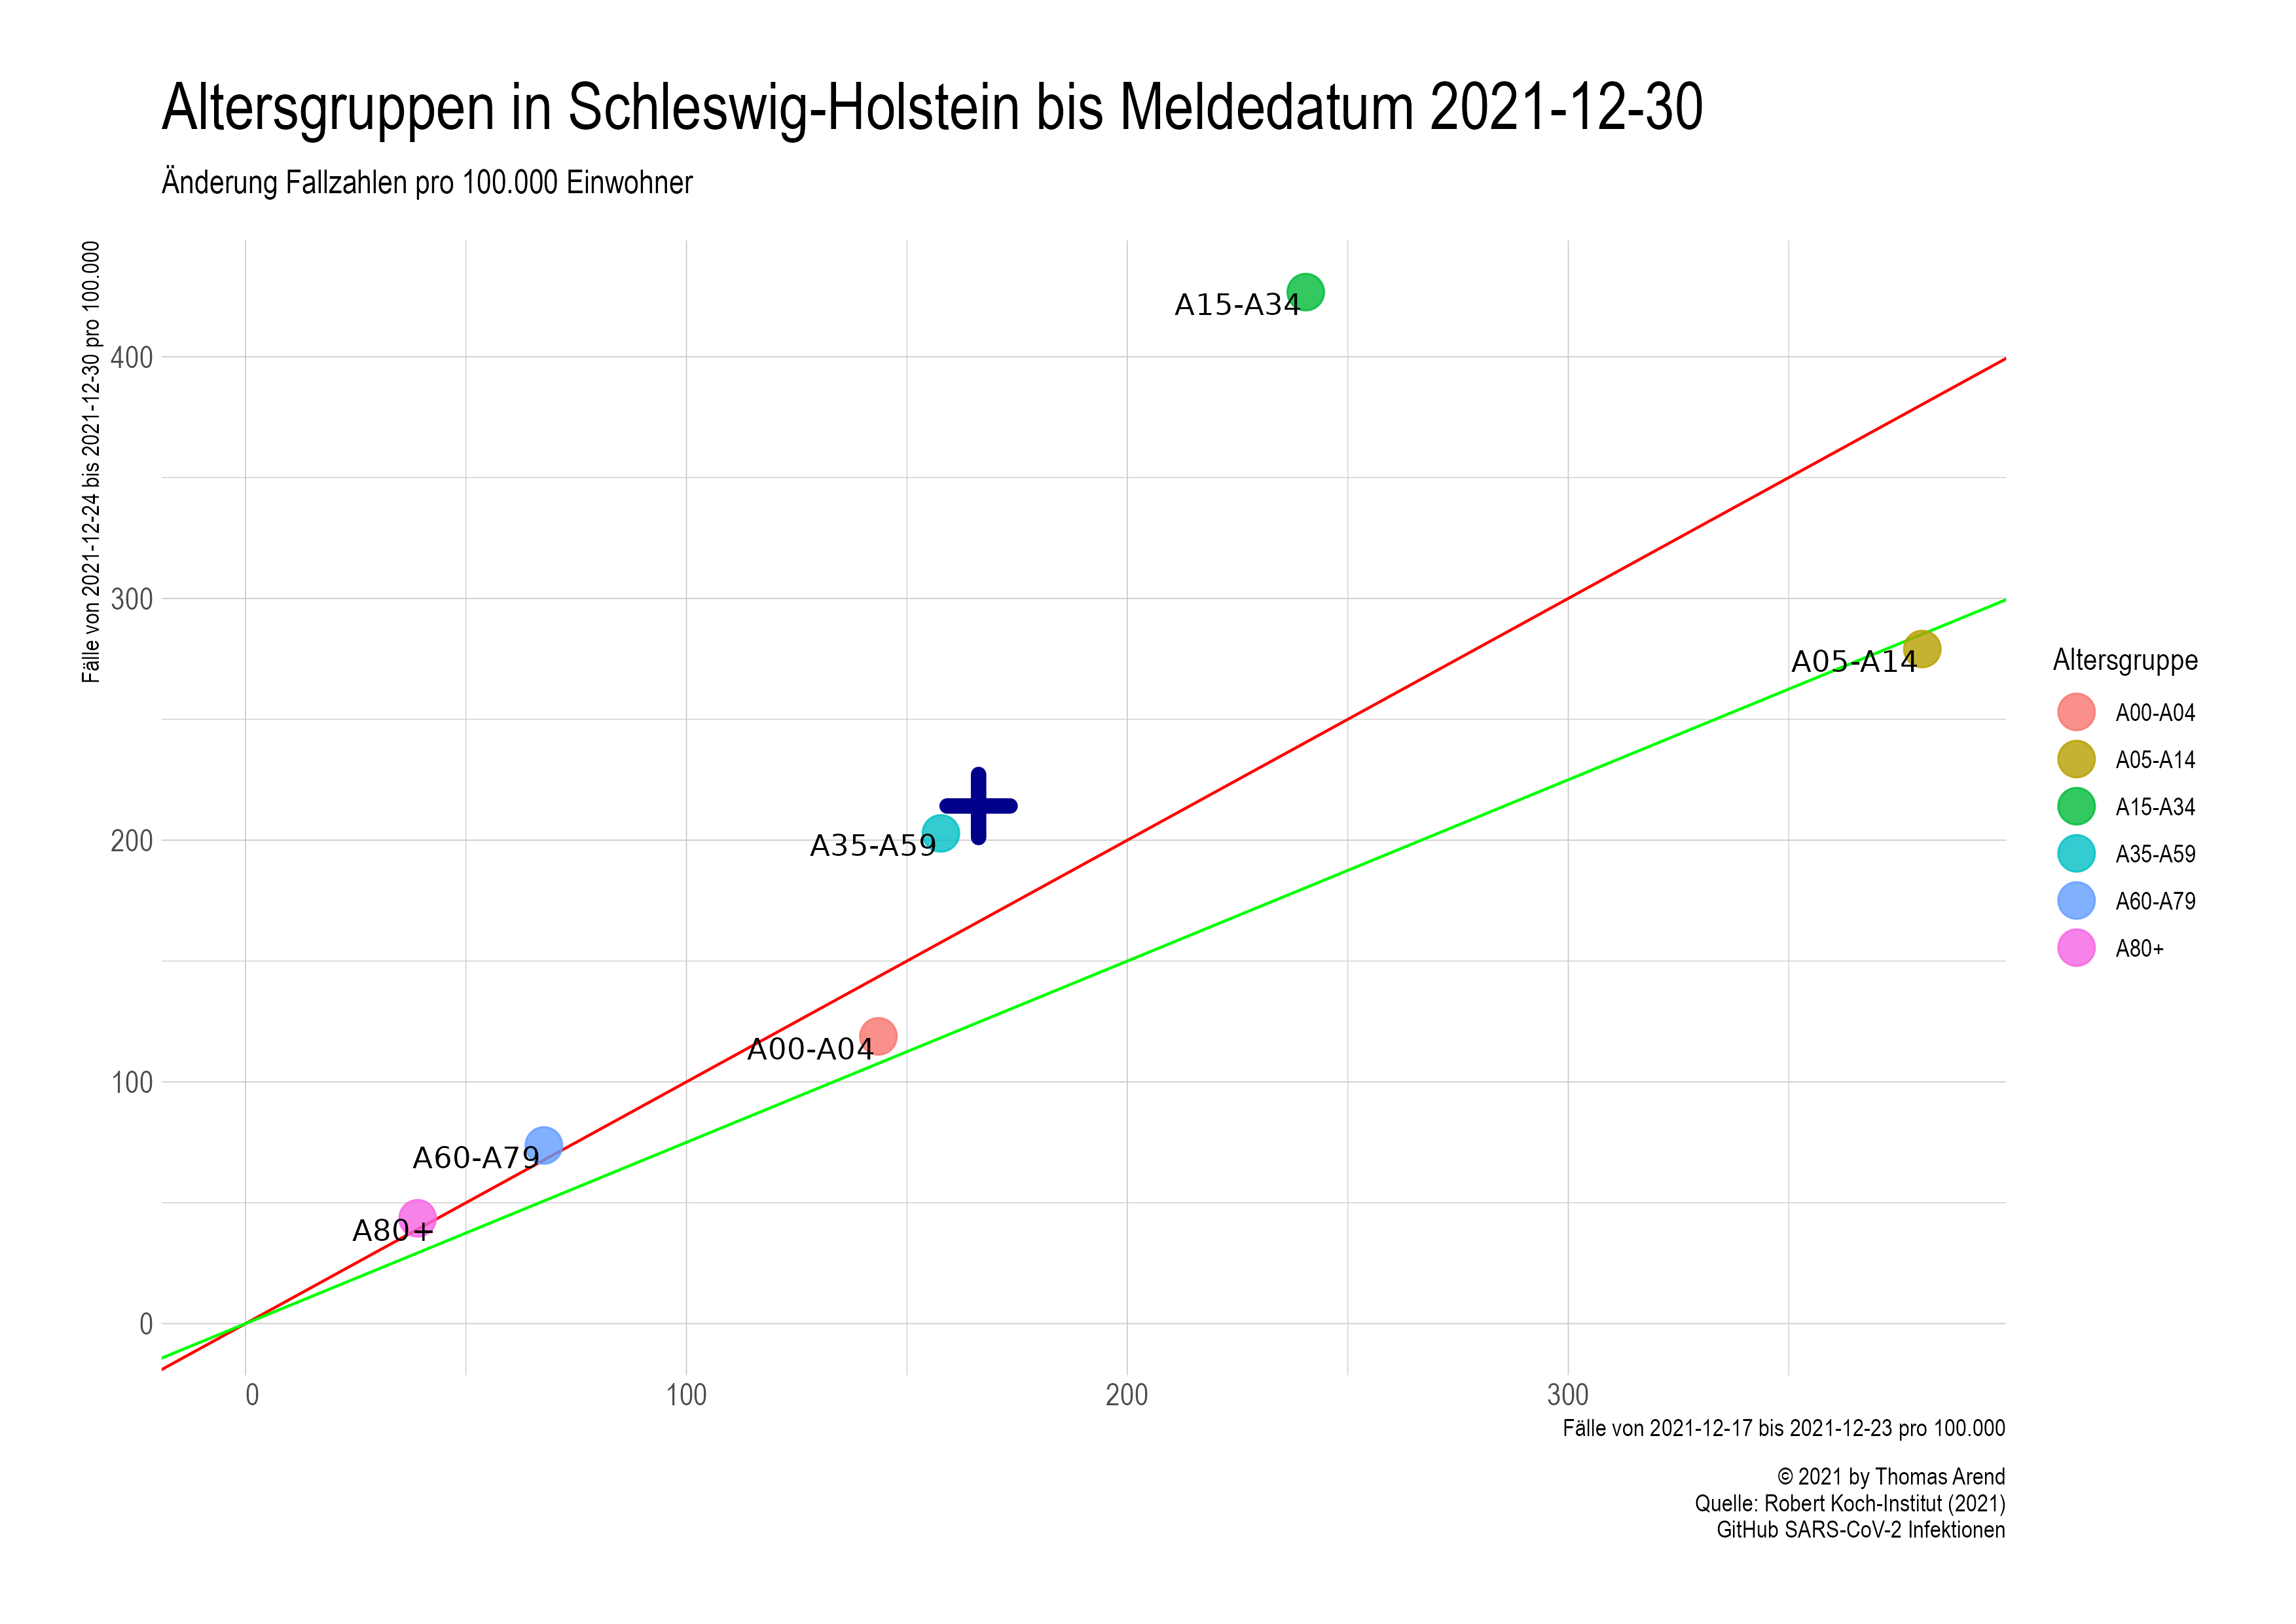 Altersgruppen in Schleswig-Holstein bis Meldedatum 2021-12-30
Änderung Fallzahlen pro 100.000 Einwohner
Fälle von 2021-12-24 bis 2021-12-30 pro 100.000
400
300
200
100
0
A15-A34
A05-A14
A35-A59
A00-A04
A60-A79
A80+
0
100
200
300
Fälle von 2021-12-17 bis 2021-12-23 pro 100.000
Altersgruppe
A00-A04
A05-A14
A15-A34
A35-A59
A60-A79
A80+
© 2021 by Thomas Arend
Quelle: Robert Koch-Institut (2021)
GitHub SARS-CoV-2 Infektionen